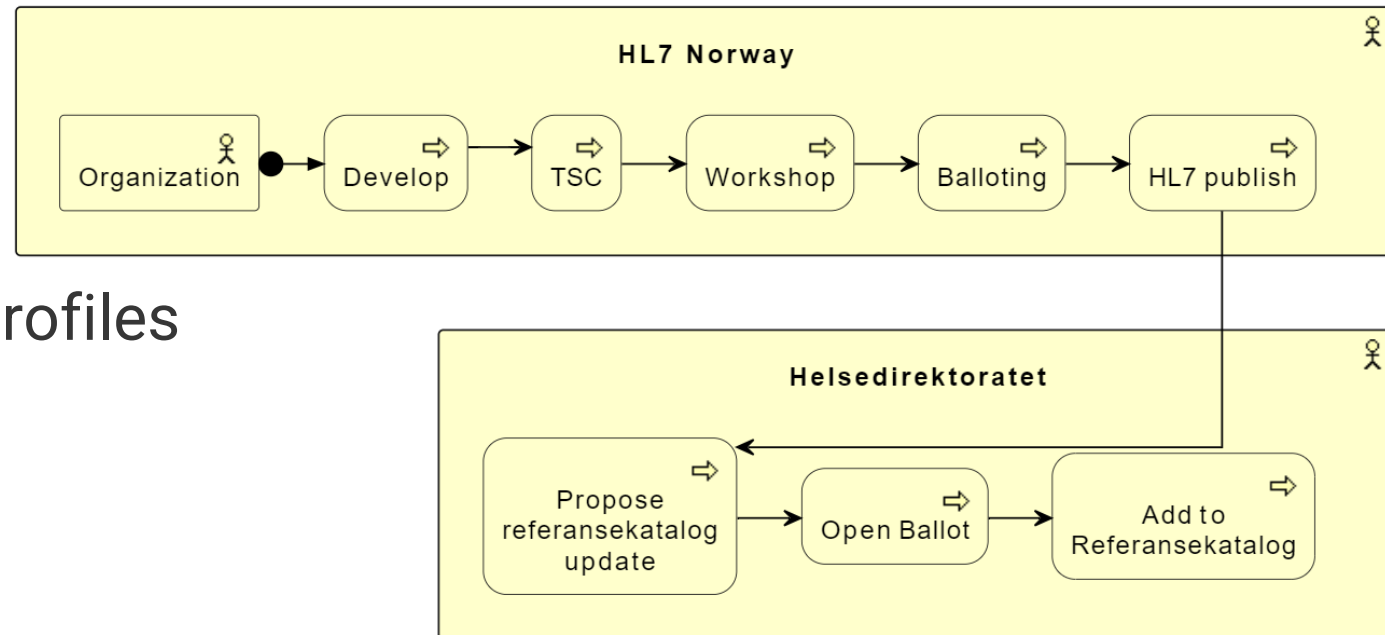 HL7 Norway
Organization
Develop
TSC
Workshop
Balloting
HL7 publish
rofiles
Helsedirektoratet
Propose
referansekatalog
update
Open Ballot
Add to
Referansekatalog